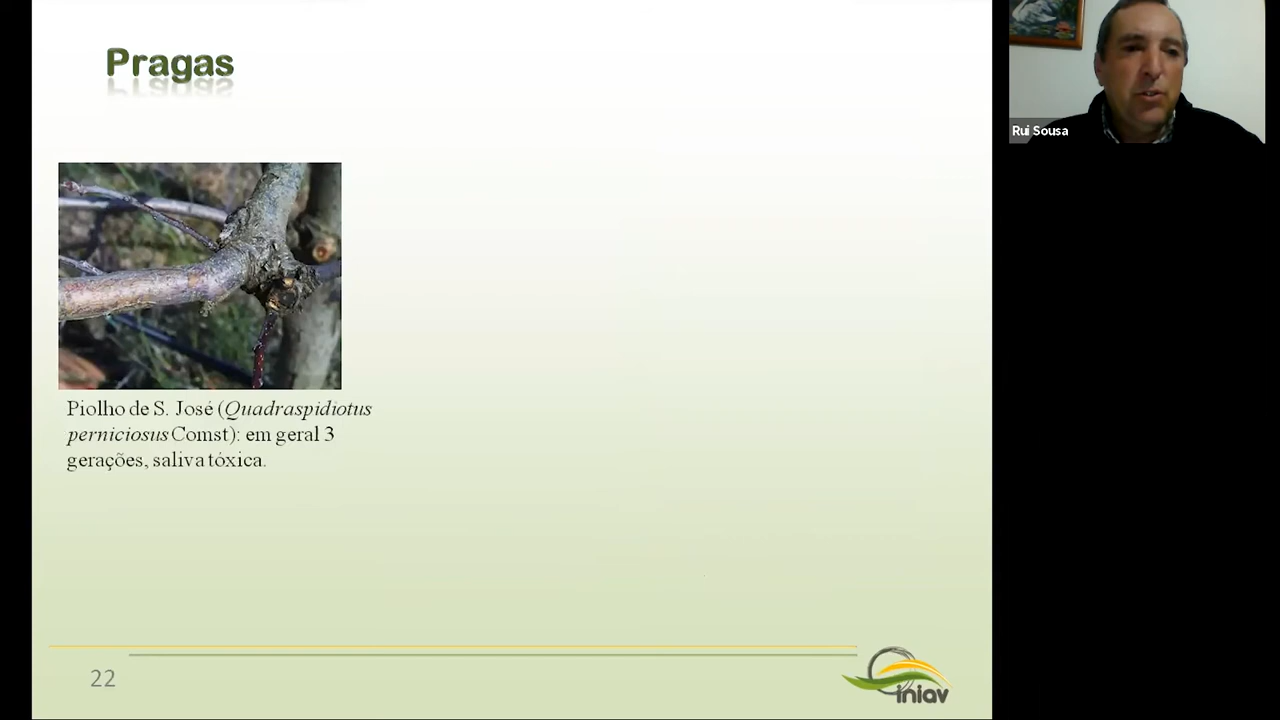 Pragas
Rui Sousa
Piolho de S. José (Quadraspidiotus
perniciosus Comst): em geral 3
gerações, saliva tóxica.
22
iniav